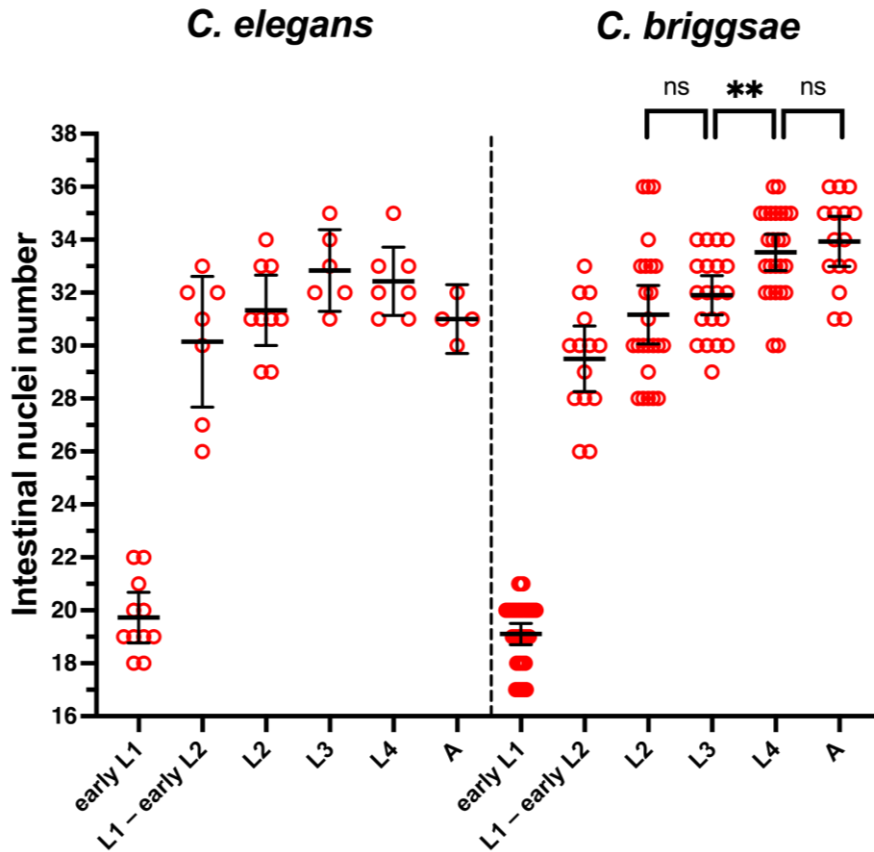 C. elegans
C. briggsae
ns
**
ns
Intestinal nuclei number
38
36
34
32
30
28
26
24
22
20
18
16
early L1
L1 – early L2
L2
L3
L4
A
early L1
L1 – early L2
L2
L3
L4
A